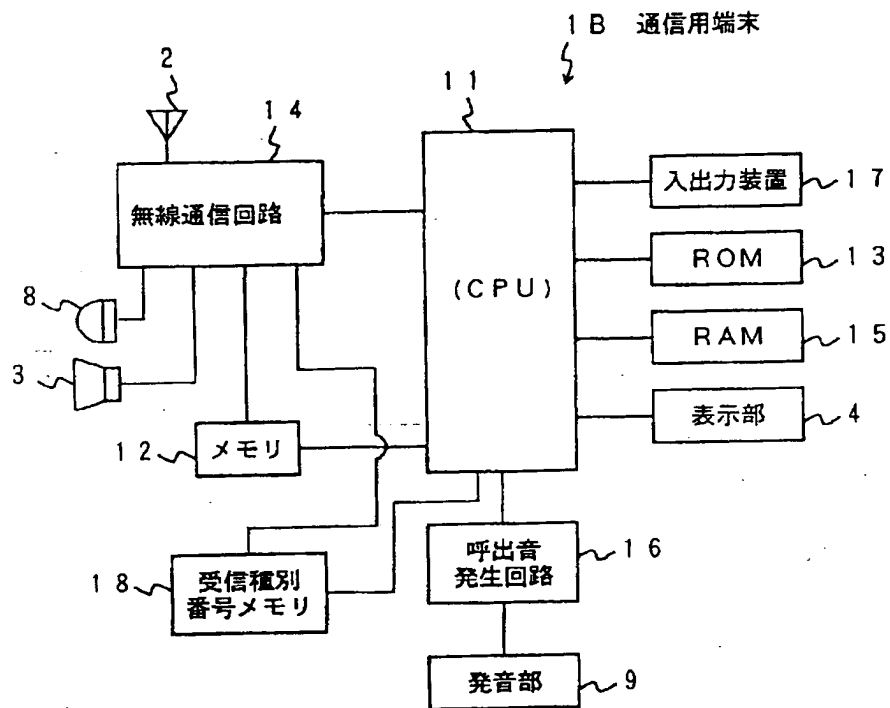 1B 通信用端末
2
14
11
無線通信回路
入出力装置 17
8
(CPU)
ROM 13
3
RAM 15
12 メモリ
表示部 4
18 受信種別
番号メモリ
呼出音
発生回路 16
発音部 9